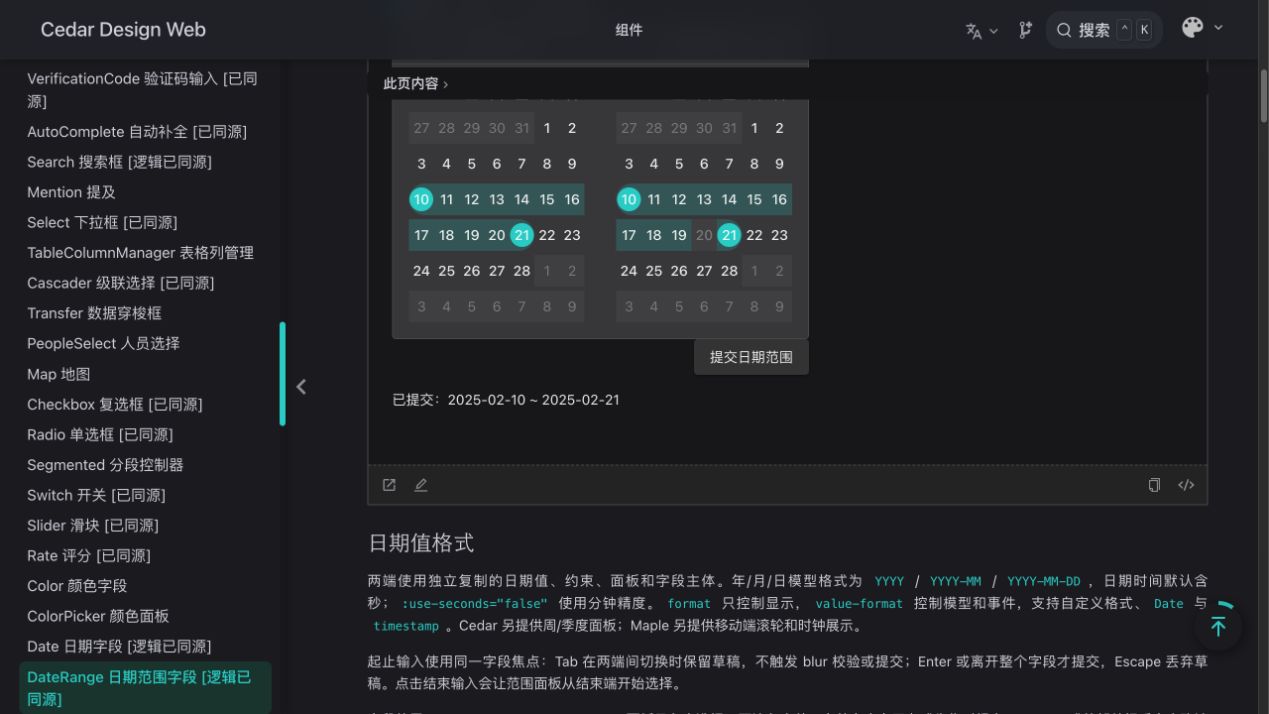 Cedar Design Web
组件
搜索 ^ K
VerificationCode 验证码输入 [已同
源]
AutoComplete 自动补全 [已同源]
Search 搜索框 [逻辑已同源]
Mention 提及
Select 下拉框 [已同源]
TableColumnManager 表格列管理
Cascader 级联选择 [已同源]
Transfer 数据穿梭框
PeopleSelect 人员选择
Map 地图
Checkbox 复选框 [已同源]
Radio 单选框 [已同源]
Segmented 分段控制器
Switch 开关 [已同源]
Slider 滑块 [已同源]
Rate 评分 [已同源]
Color 颜色字段
ColorPicker 颜色面板
Date 日期字段 [逻辑已同源]
DateRange 日期范围字段 [逻辑已
同源]
此页内容
27 28 29 30 31 1 2 27 28 29 30 31 1 2
3 4 5 6 7 8 9 3 4 5 6 7 8 9
10 11 12 13 14 15 16 10 11 12 13 14 15 16
17 18 19 20 21 22 23 17 18 19 20 21 22 23
24 25 26 27 28 1 2 24 25 26 27 28 1 2
3 4 5 6 7 8 9 3 4 5 6 7 8 9
提交日期范围
已提交：2025-02-10 ~ 2025-02-21
日期值格式
两端使用独立复制的日期值、约束、面板和字段主体。年/月/日模型格式为 YYYY / YYYY-MM / YYYY-MM-DD ，日期时间默认含
秒； :use-seconds="false" 使用分钟精度。 format 只控制显示， value-format 控制模型和事件，支持自定义格式、 Date 与
timestamp 。Cedar 另提供周/季度面板；Maple 另提供移动端滚轮和时钟展示。
起止输入使用同一字段焦点：Tab 在两端间切换时保留草稿，不触发 blur 校验或提交；Enter 或离开整个字段才提交，Escape 丢弃草
稿。点击结束输入会让范围面板从结束端开始选择。